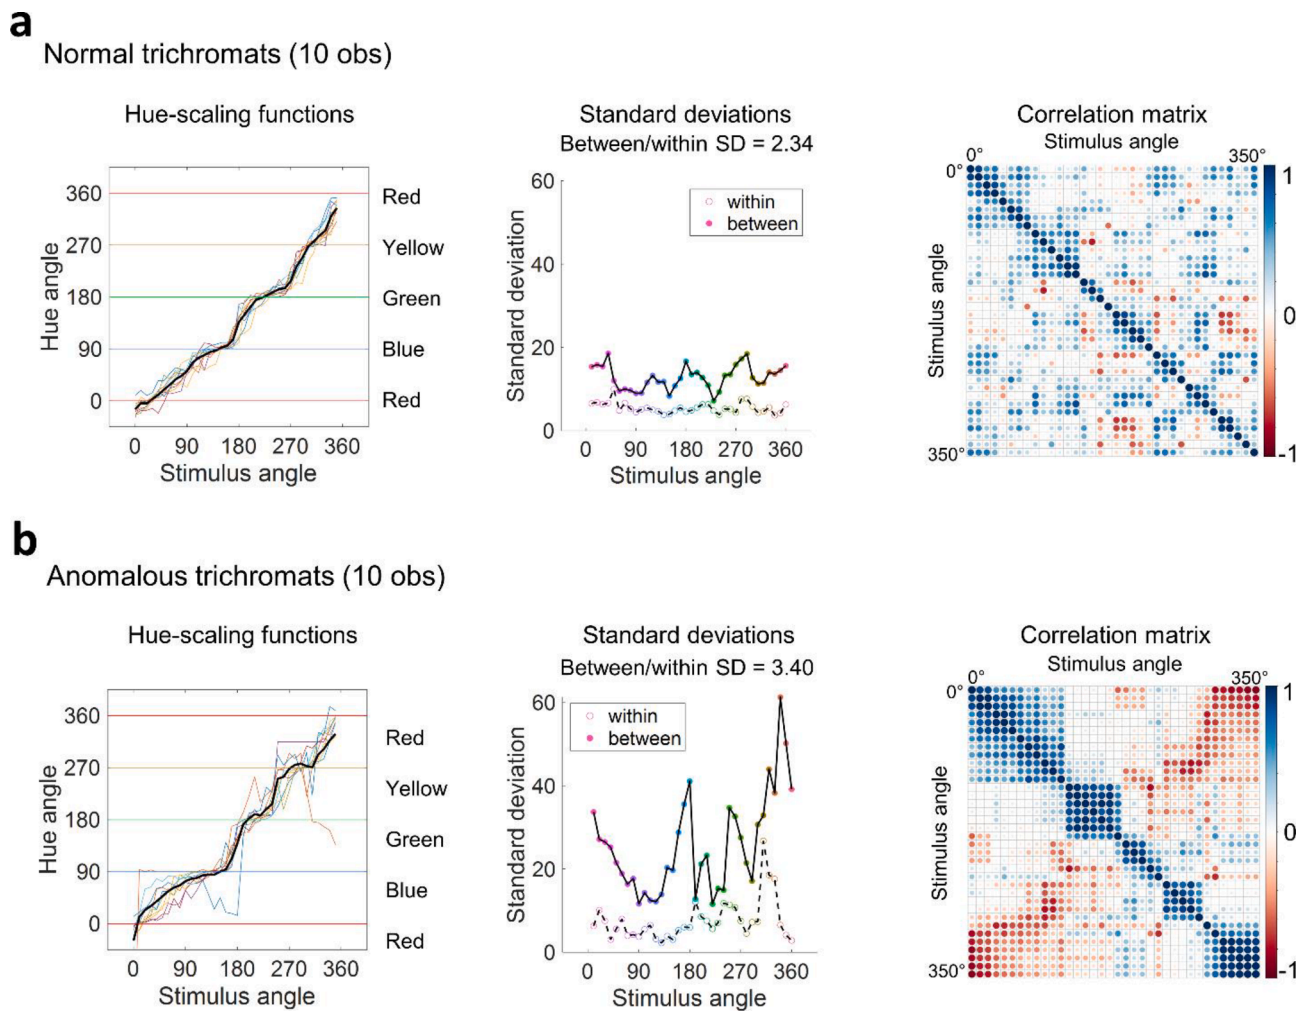 a
Normal trichromats (10 obs)
Hue-scaling functions
360
270
180
90
0
Hue angle
Red
Yellow
Green
Blue
Red
0 90 180 270 360
Stimulus angle
Standard deviations
Between/within SD = 2.34
60
40
20
0
Standard deviation
within
between
0 90 180 270 360
Stimulus angle
Correlation matrix
Stimulus angle
0° 350°
0°
Stimulus angle
350°
1
0
-1
b
Anomalous trichromats (10 obs)
Hue-scaling functions
360
270
180
90
0
Hue angle
Red
Yellow
Green
Blue
Red
0 90 180 270 360
Stimulus angle
Standard deviations
Between/within SD = 3.40
60
40
20
0
Standard deviation
within
between
0 90 180 270 360
Stimulus angle
Correlation matrix
Stimulus angle
0° 350°
0°
Stimulus angle
350°
1
0
-1